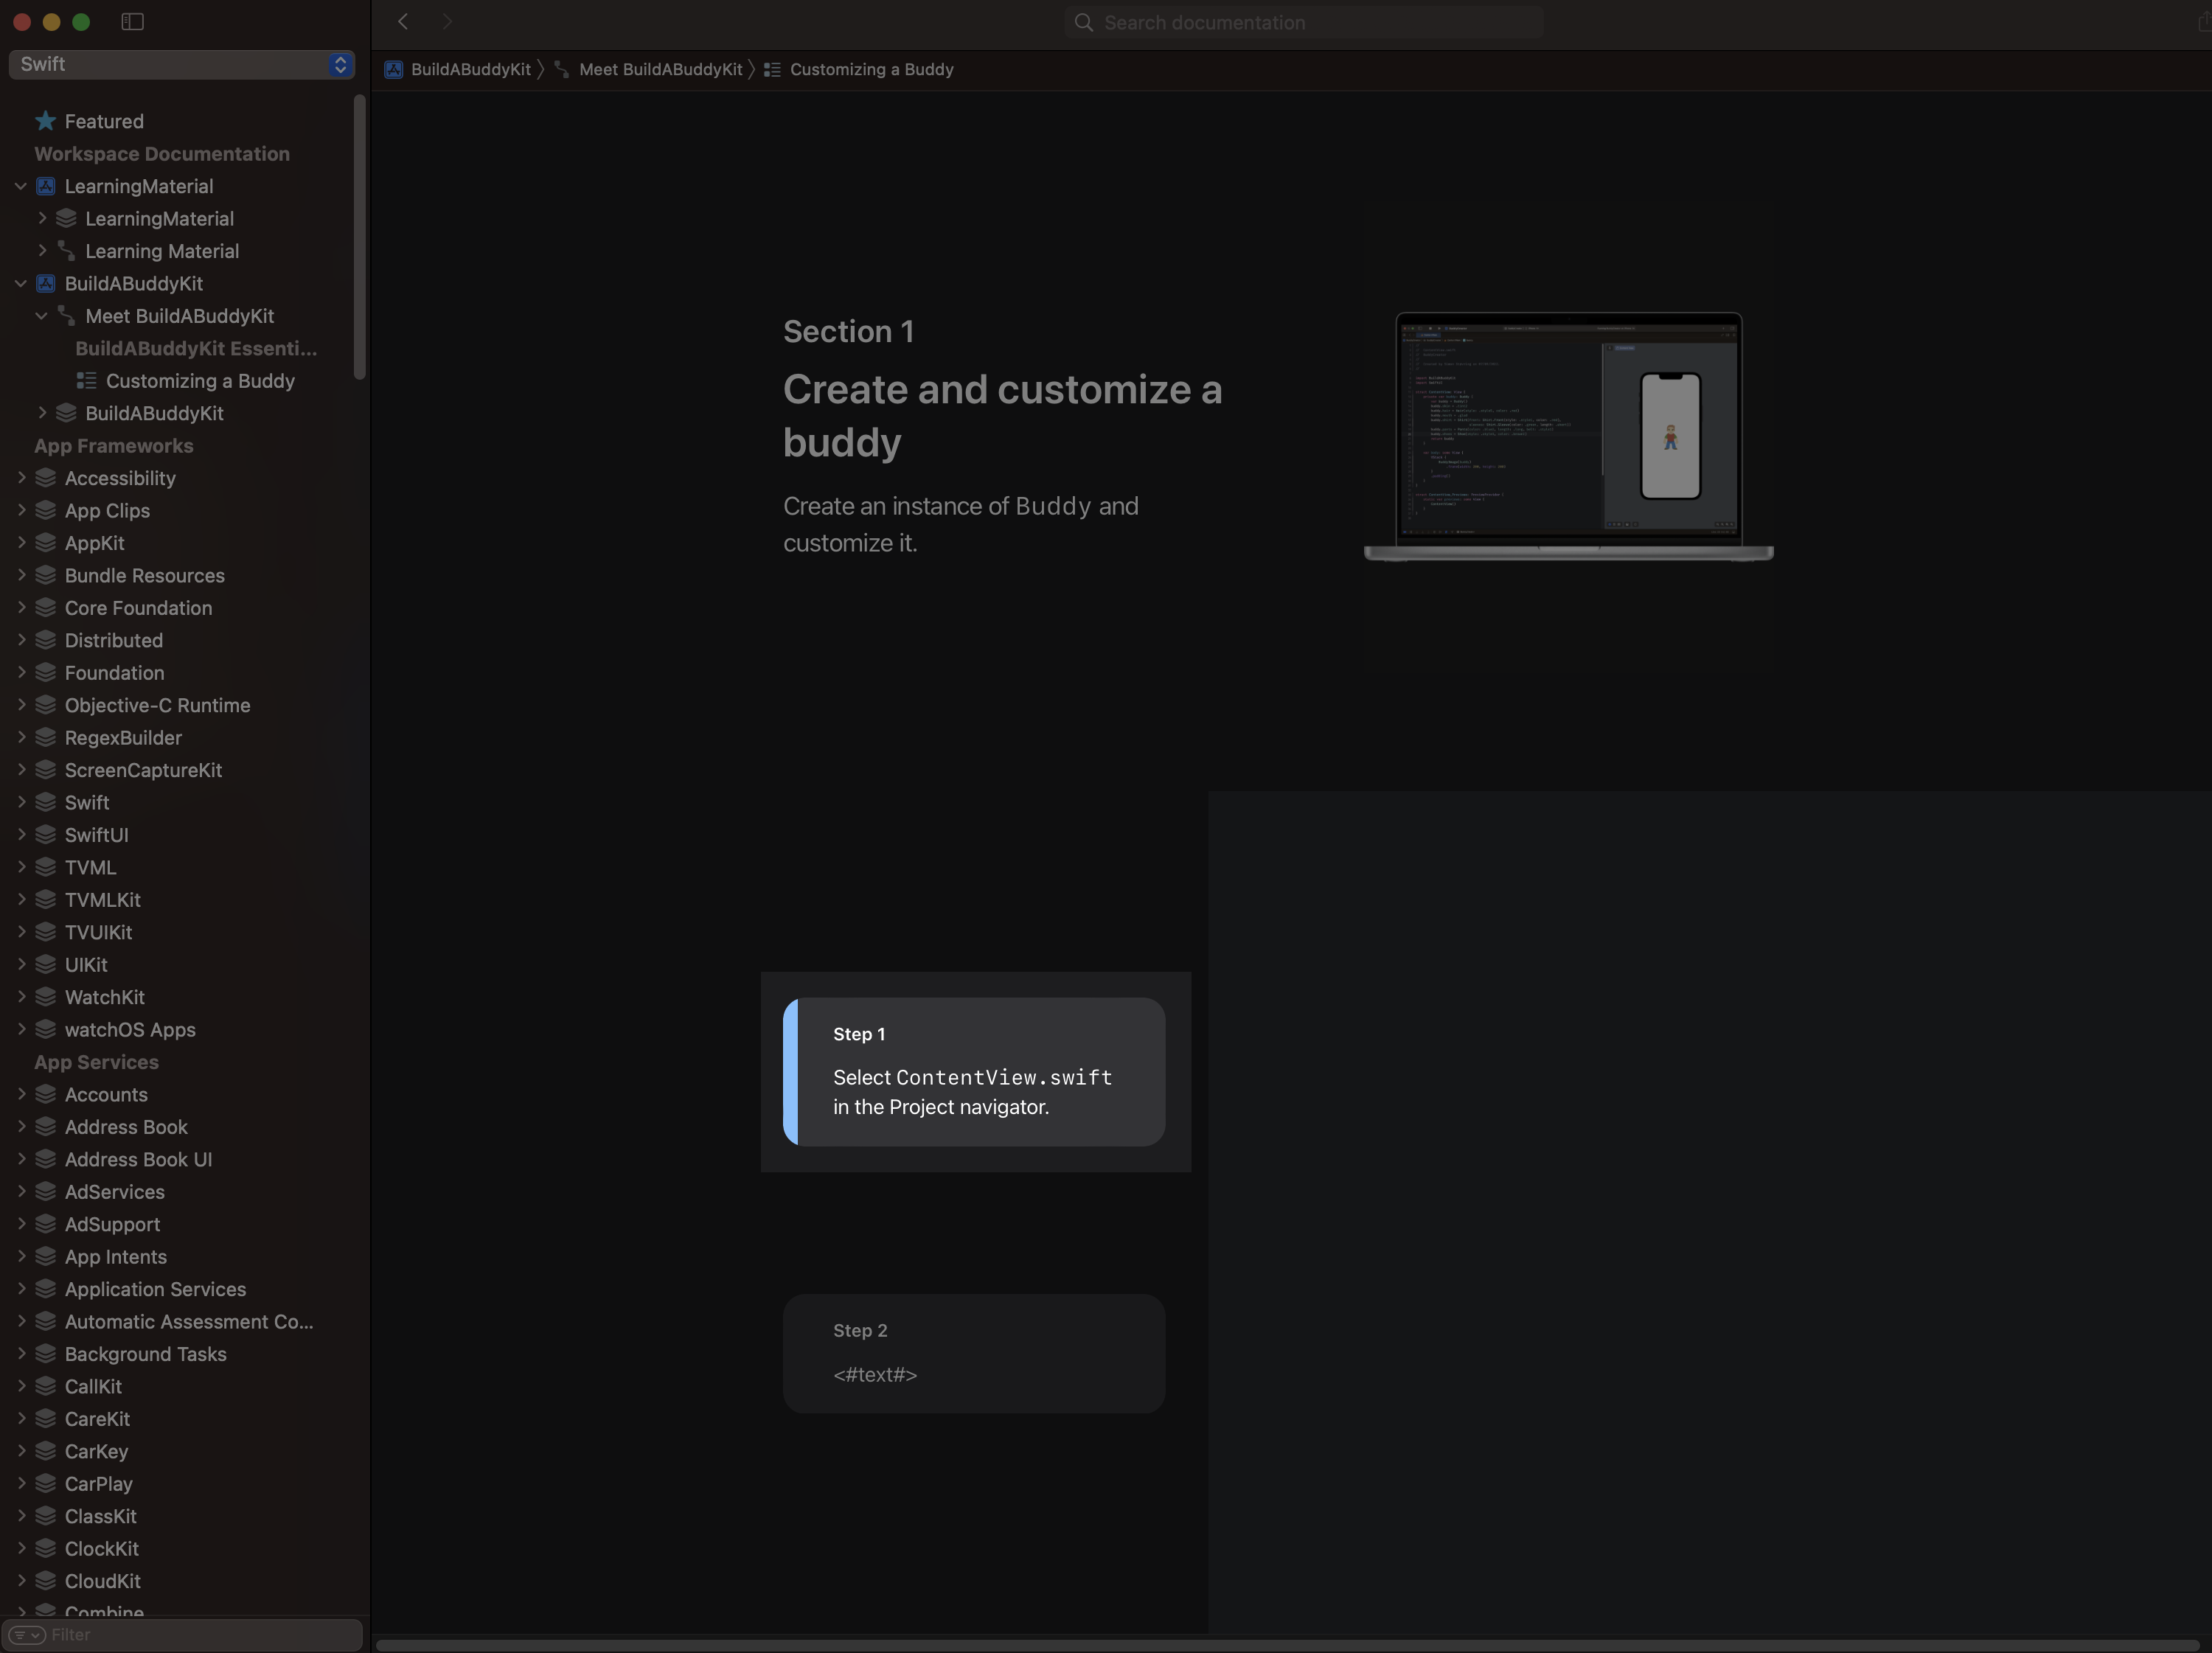 Search documentation
Swift
BuildABuddyKit
Meet BuildABuddyKit
Customizing a Buddy
Featured
Workspace Documentation
LearningMaterial
LearningMaterial
Learning Material
BuildABuddyKit
Meet BuildABuddyKit
BuildABuddyKit Essenti...
Customizing a Buddy
BuildABuddyKit
App Frameworks
Accessibility
App Clips
AppKit
Bundle Resources
Core Foundation
Distributed
Foundation
Objective-C Runtime
RegexBuilder
ScreenCaptureKit
Swift
SwiftUI
TVML
TVMLKit
TVUIKit
UIKit
WatchKit
watchOS Apps
App Services
Accounts
Address Book
Address Book UI
AdServices
AdSupport
App Intents
Application Services
Automatic Assessment Co...
Background Tasks
CallKit
CareKit
CarKey
CarPlay
ClassKit
ClockKit
CloudKit
Combine
Filter
Section 1
Create and customize a
buddy
Create an instance of Buddy and
customize it.
Step 1
Select ContentView.swift
in the Project navigator.
Step 2
<#text#>